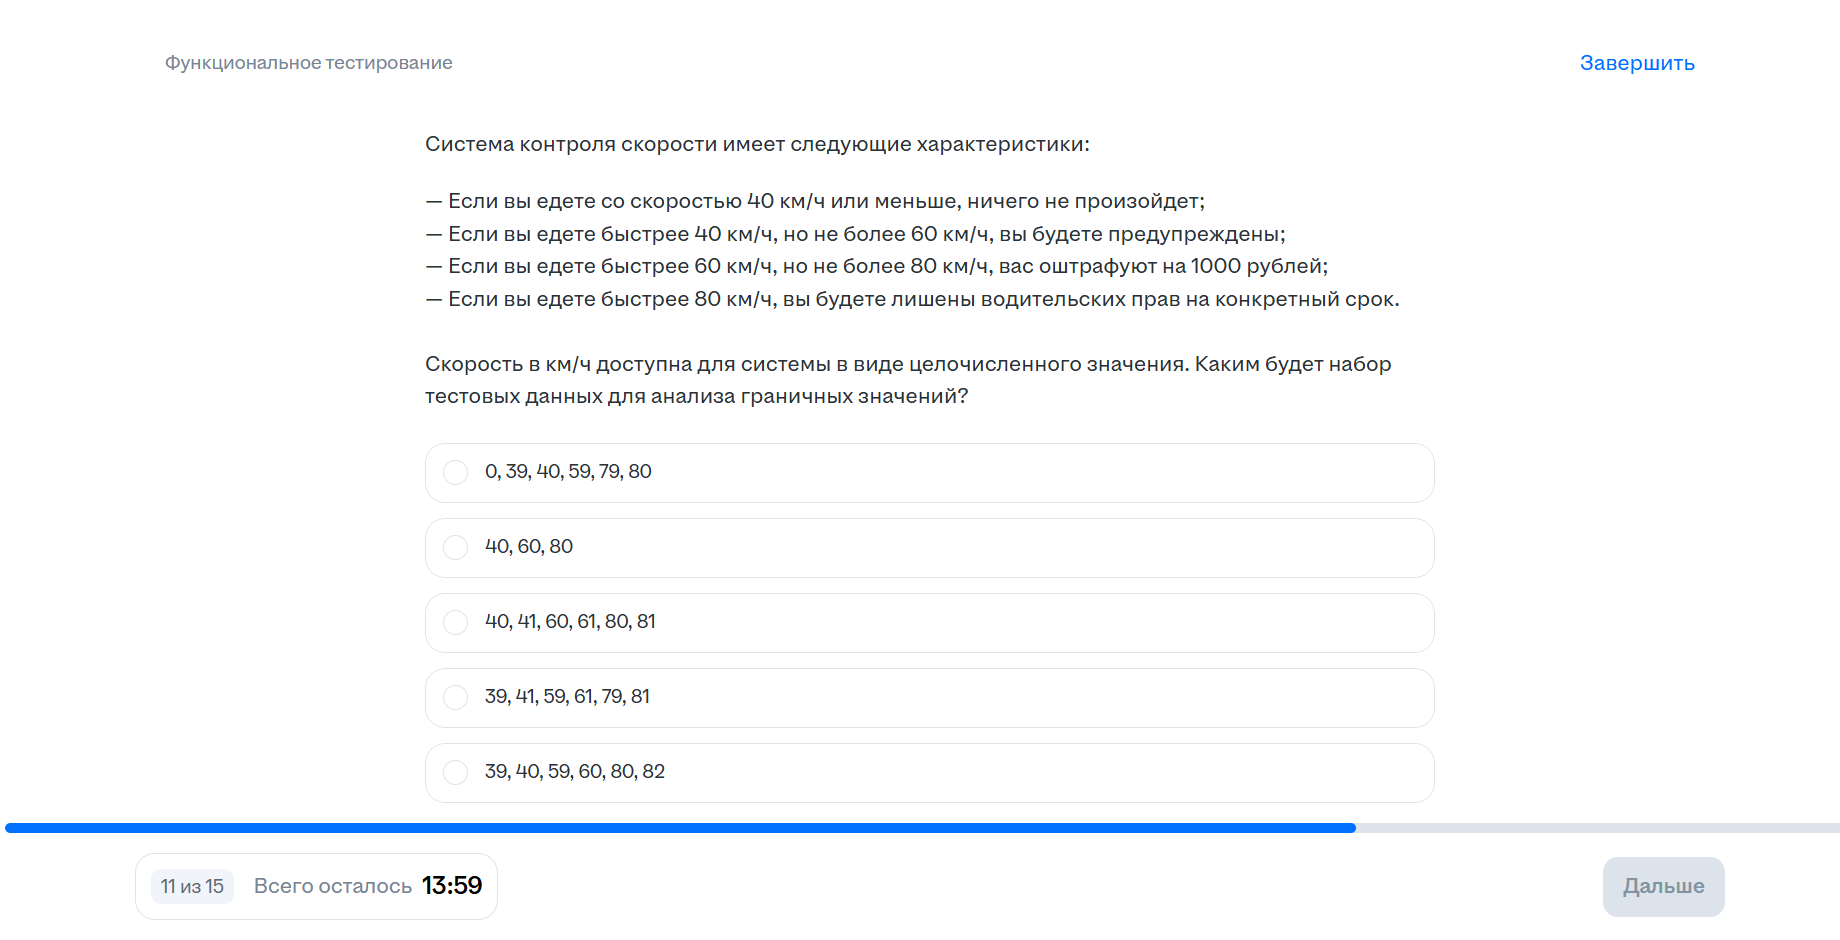 Функциональное тестирование
Завершить
Система контроля скорости имеет следующие характеристики:
— Если вы едете со скоростью 40 км/ч или меньше, ничего не произойдет;
— Если вы едете быстрее 40 км/ч, но не более 60 км/ч, вы будете предупреждены;
— Если вы едете быстрее 60 км/ч, но не более 80 км/ч, вас оштрафуют на 1000 рублей;
— Если вы едете быстрее 80 км/ч, вы будете лишены водительских прав на конкретный срок.
Скорость в км/ч доступна для системы в виде целочисленного значения. Каким будет набор
тестовых данных для анализа граничных значений?
0, 39, 40, 59, 79, 80
40, 60, 80
40, 41, 60, 61, 80, 81
39, 41, 59, 61, 79, 81
39, 40, 59, 60, 80, 82
11 из 15 Всего осталось 13:59
Дальше